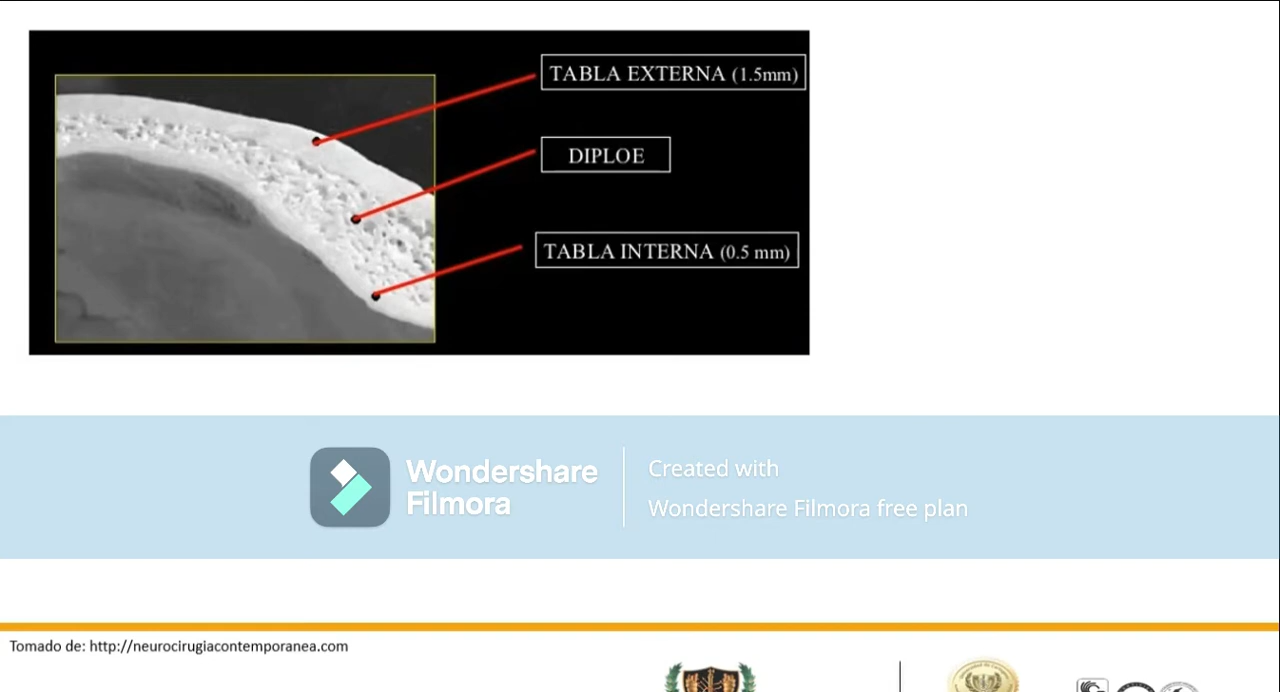 TABLA EXTERNA (1.5mm)
DIPLOE
TABLA INTERNA (0.5 mm)
Wondershare
Filmora
Created with
Wondershare Filmora free plan
Tomado de: http://neurocirugiacontemporanea.com